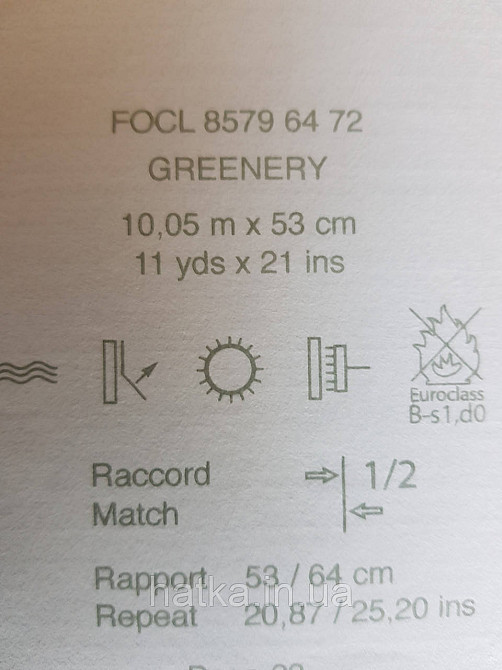 FOCL 8579 64 72
GREENERY
10,05 m x 53 cm
11 yds x 21 ins
Euroclass
B-s1,d0
Raccord 1/2
Match
Rapport 53 / 64 cm
Repeat 20,87 / 25,20 ins
natka.in.ua